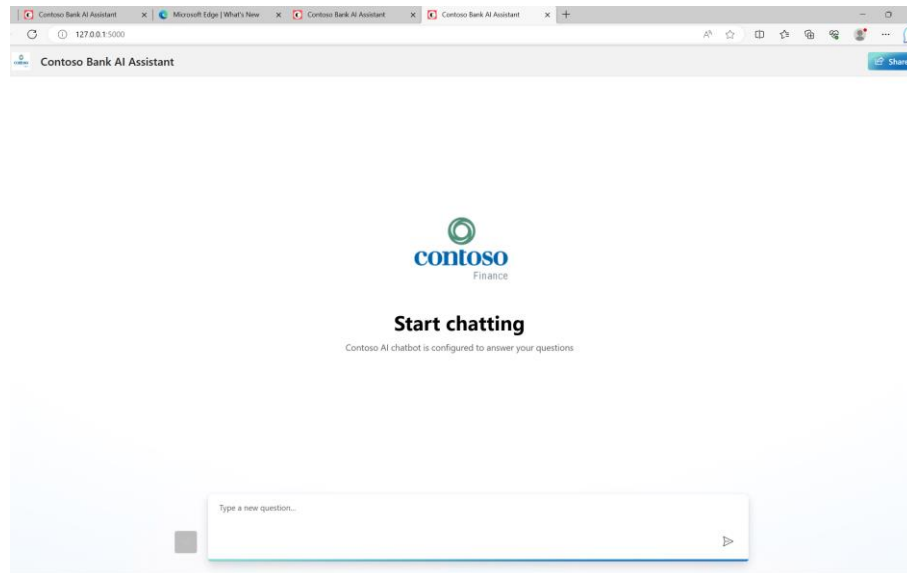 Contoso Bank AI Assistant
Microsoft Edge | What's New
Contoso Bank AI Assistant
Contoso Bank AI Assistant
127.0.0.1:5000
Contoso Bank AI Assistant
Share
contoso
Finance
Start chatting
Contoso AI chatbot is configured to answer your questions
Type a new question...